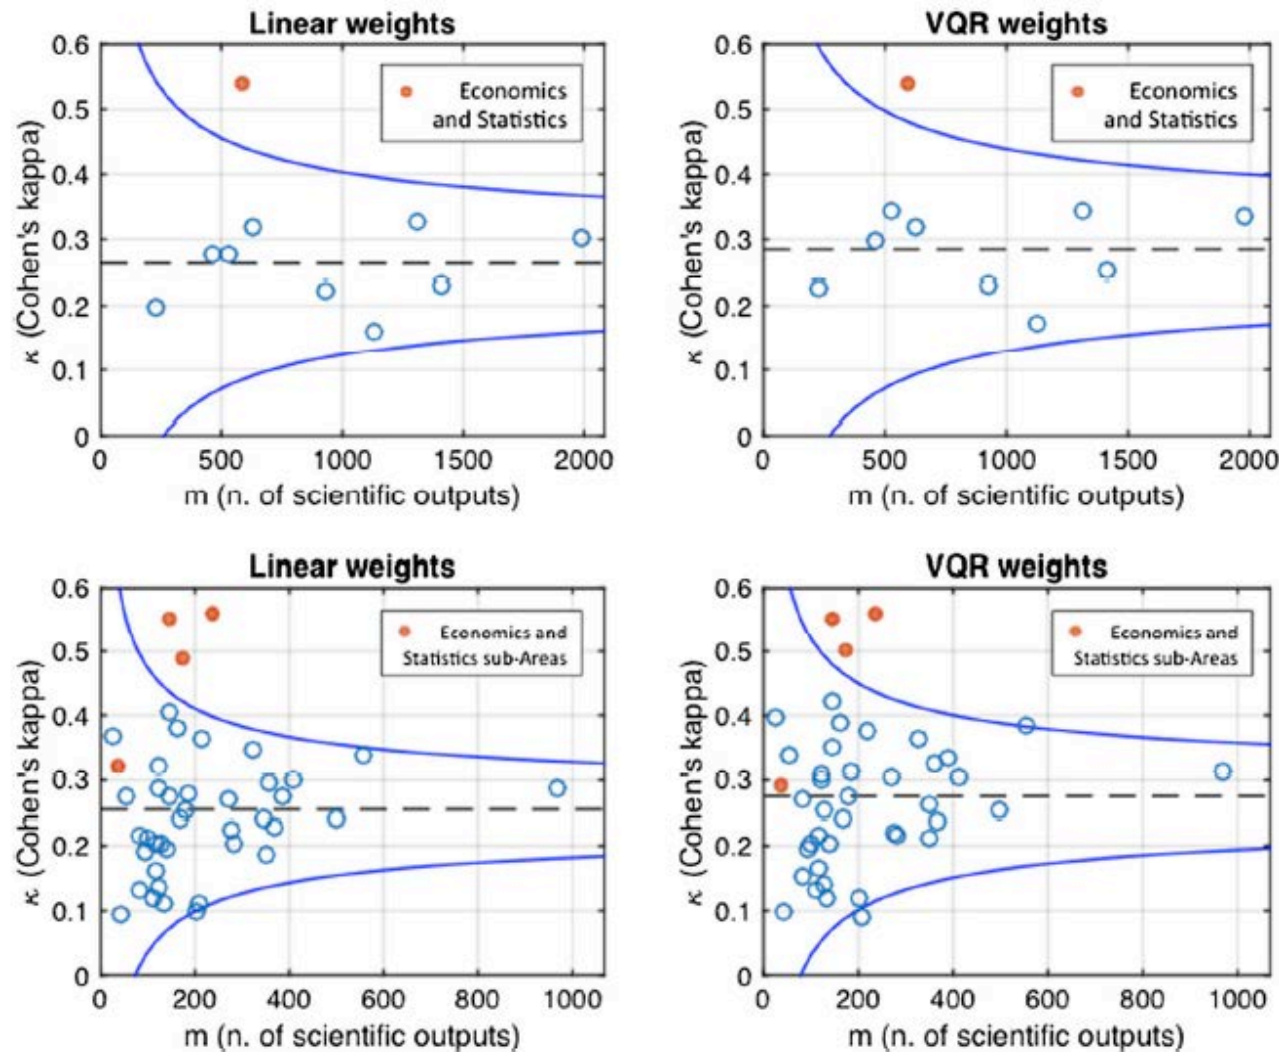 Linear weights
0.6
0.5
0.4
0.3
0.2
0.1
0
κ (Cohen's kappa)
Economics
and Statistics
0 500 1000 1500 2000
m (n. of scientific outputs)
VQR weights
0.6
0.5
0.4
0.3
0.2
0.1
0
κ (Cohen's kappa)
Economics
and Statistics
0 500 1000 1500 2000
m (n. of scientific outputs)
Linear weights
0.6
0.5
0.4
0.3
0.2
0.1
0
κ (Cohen's kappa)
Economics and
Statistics sub-Areas
0 200 400 600 800 1000
m (n. of scientific outputs)
VQR weights
0.6
0.5
0.4
0.3
0.2
0.1
0
κ (Cohen's kappa)
Economics and
Statistics sub-Areas
0 200 400 600 800 1000
m (n. of scientific outputs)